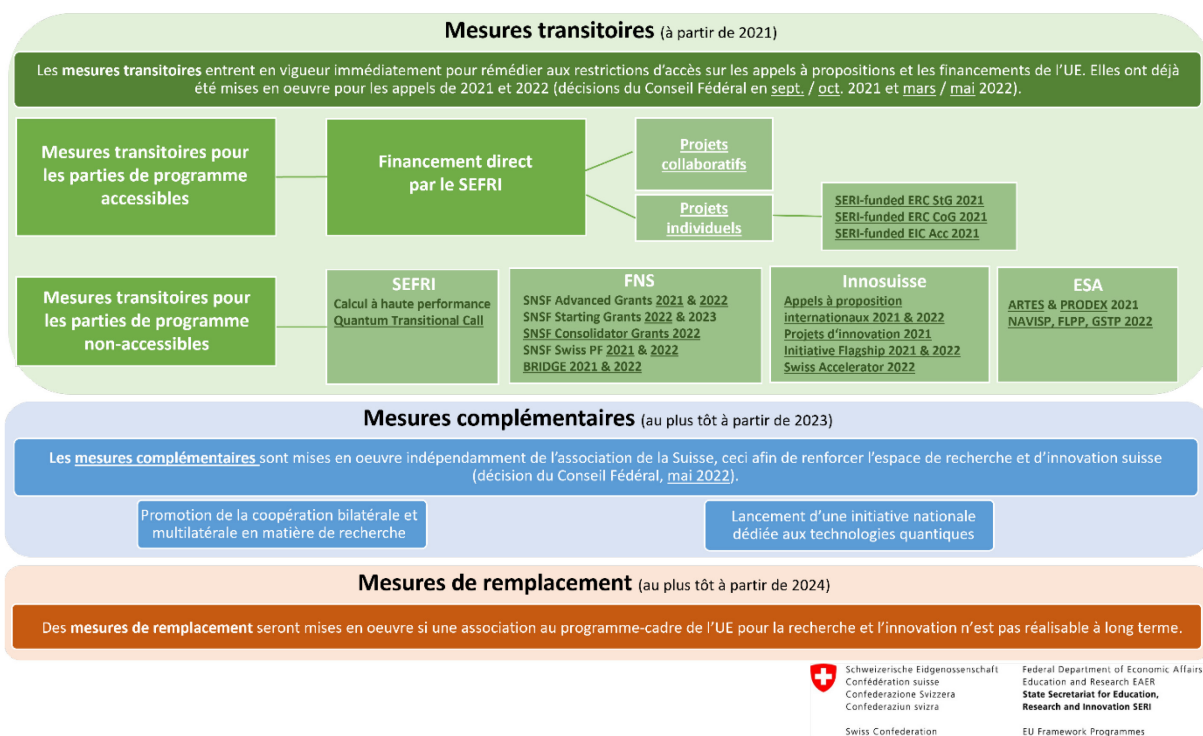 Mesures transitoires (à partir de 2021)
Les mesures transitoires entrent en vigueur immédiatement pour rémédier aux restrictions d'accès sur les appels à propositions et les financements de l'UE. Elles ont déjà
été mises en oeuvre pour les appels de 2021 et 2022 (décisions du Conseil Fédéral en sept. / oct. 2021 et mars / mai 2022).
Mesures transitoires pour
les parties de programme
accessibles
Financement direct
par le SEFRI
Projets
collaboratifs
Projets
individuels
SERI-funded ERC StG 2021
SERI-funded ERC CoG 2021
SERI-funded EIC Acc 2021
Mesures transitoires pour
les parties de programme
non-accessibles
SEFRI
Calcul à haute performance
Quantum Transitional Call
FNS
SNSF Advanced Grants 2021 & 2022
SNSF Starting Grants 2022 & 2023
SNSF Consolidator Grants 2022
SNSF Swiss PF 2021 & 2022
BRIDGE 2021 & 2022
Innosuisse
Appels à proposition
internationaux 2021 & 2022
Projets d'innovation 2021
Initiative Flagship 2021 & 2022
Swiss Accelerator 2022
ESA
ARTES & PRODEX 2021
NAVISP, FLPP, GSTP 2022
Mesures complémentaires (au plus tôt à partir de 2023)
Les mesures complémentaires sont mises en oeuvre indépendamment de l'association de la Suisse, ceci afin de renforcer l'espace de recherche et d'innovation suisse
(décision du Conseil Fédéral, mai 2022).
Promotion de la coopération bilatérale et
multilatérale en matière de recherche
Lancement d'une initiative nationale
dédiée aux technologies quantiques
Mesures de remplacement (au plus tôt à partir de 2024)
Des mesures de remplacement seront mises en oeuvre si une association au programme-cadre de l'UE pour la recherche et l'innovation n'est pas réalisable à long terme.
Schweizerische Eidgenossenschaft
Confédération suisse
Confederazione Svizzera
Confederaziun svizra
Swiss Confederation
Federal Department of Economic Affairs
Education and Research EAER
State Secretariat for Education,
Research and Innovation SERI
EU Framework Programmes